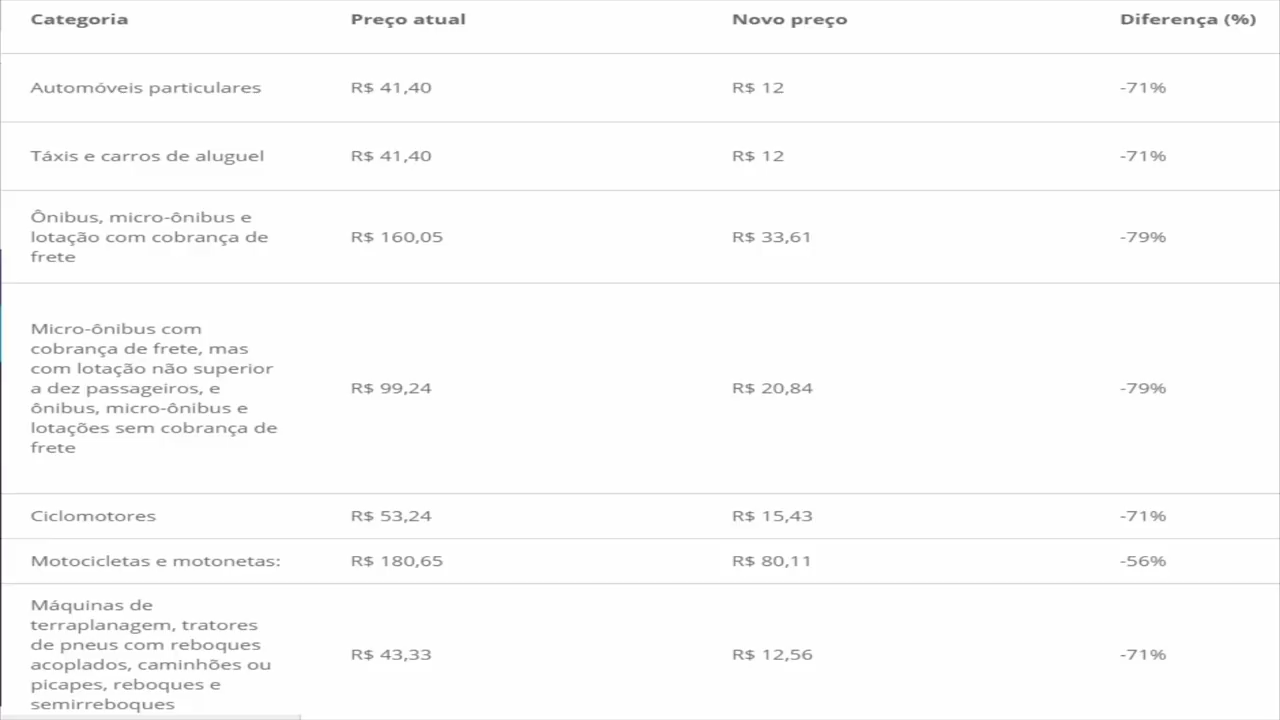 Categoria Preço atual Novo preço Diferença (%)
Automóveis particulares R$ 41,40 R$ 12 -71%
Táxis e carros de aluguel R$ 41,40 R$ 12 -71%
Ônibus, micro-ônibus e
lotação com cobrança de
frete
R$ 160,05 R$ 33,61 -79%
Micro-ônibus com
cobrança de frete, mas
com lotação não superior
a dez passageiros, e
ônibus, micro-ônibus e
lotações sem cobrança de
frete
R$ 99,24 R$ 20,84 -79%
Ciclomotores R$ 53,24 R$ 15,43 -71%
Motocicletas e motonetas: R$ 180,65 R$ 80,11 -56%
Máquinas de
terraplanagem, tratores
de pneus com reboques
acoplados, caminhões ou
picapes, reboques e
semirreboques
R$ 43,33 R$ 12,56 -71%